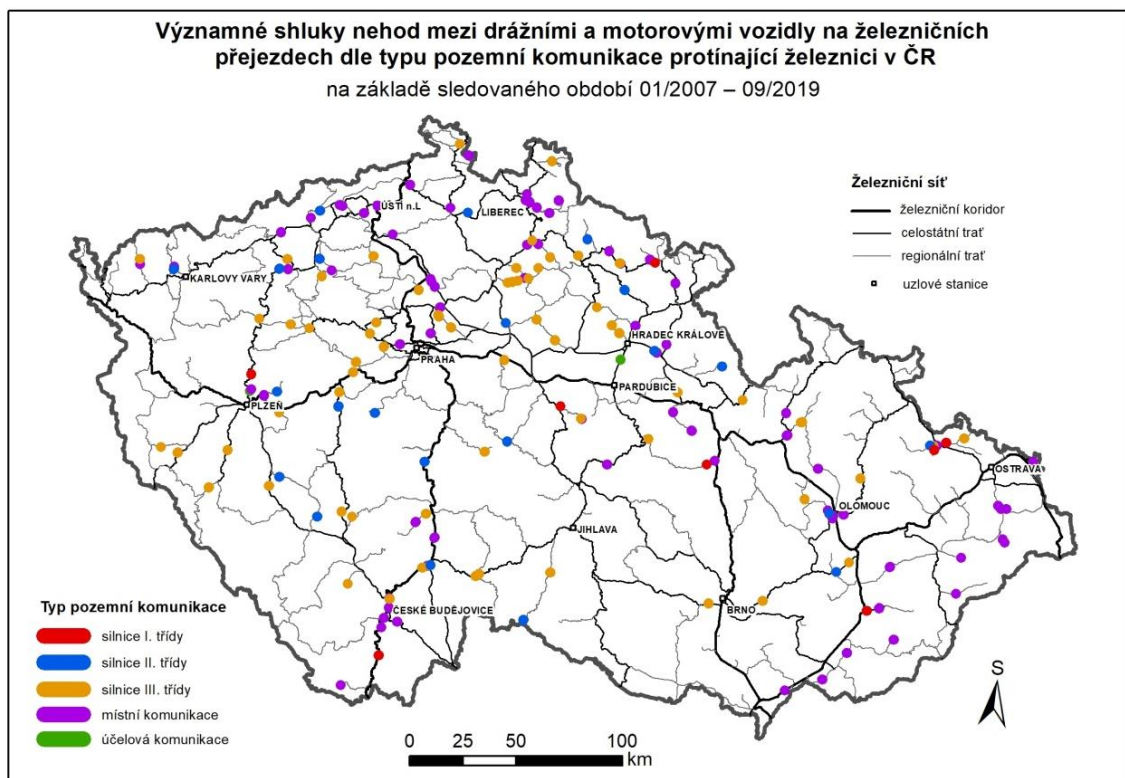 Významné shluky nehod mezi drážními a motorovými vozidly na železničních
přejezdech dle typu pozemní komunikace protínající železnici v ČR
na základě sledovaného období 01/2007 – 09/2019
Železniční síť
železniční koridor
celostátní trať
regionální trať
uzlové stanice
ÚSTÍ n.L
LIBEREC
KARLOVY VARY
HRADEC KRÁLOVÉ
PRAHA
PARDUBICE
PLZEŇ
OSTRAVA
OLOMOUC
JIHLAVA
BRNO
ČESKÉ BUDĚJOVICE
Typ pozemní komunikace
silnice I. třídy
silnice II. třídy
silnice III. třídy
místní komunikace
účelová komunikace
S
0 25 50 100
km